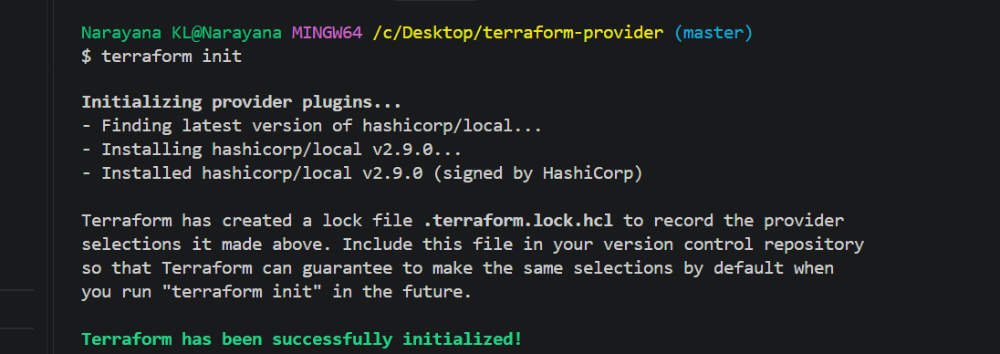 Narayana KL@Narayana MINGW64 /c/Desktop/terraform-provider (master)
$ terraform init
Initializing provider plugins...
- Finding latest version of hashicorp/local...
- Installing hashicorp/local v2.9.0...
- Installed hashicorp/local v2.9.0 (signed by HashiCorp)
Terraform has created a lock file .terraform.lock.hcl to record the provider
selections it made above. Include this file in your version control repository
so that Terraform can guarantee to make the same selections by default when
you run "terraform init" in the future.
Terraform has been successfully initialized!